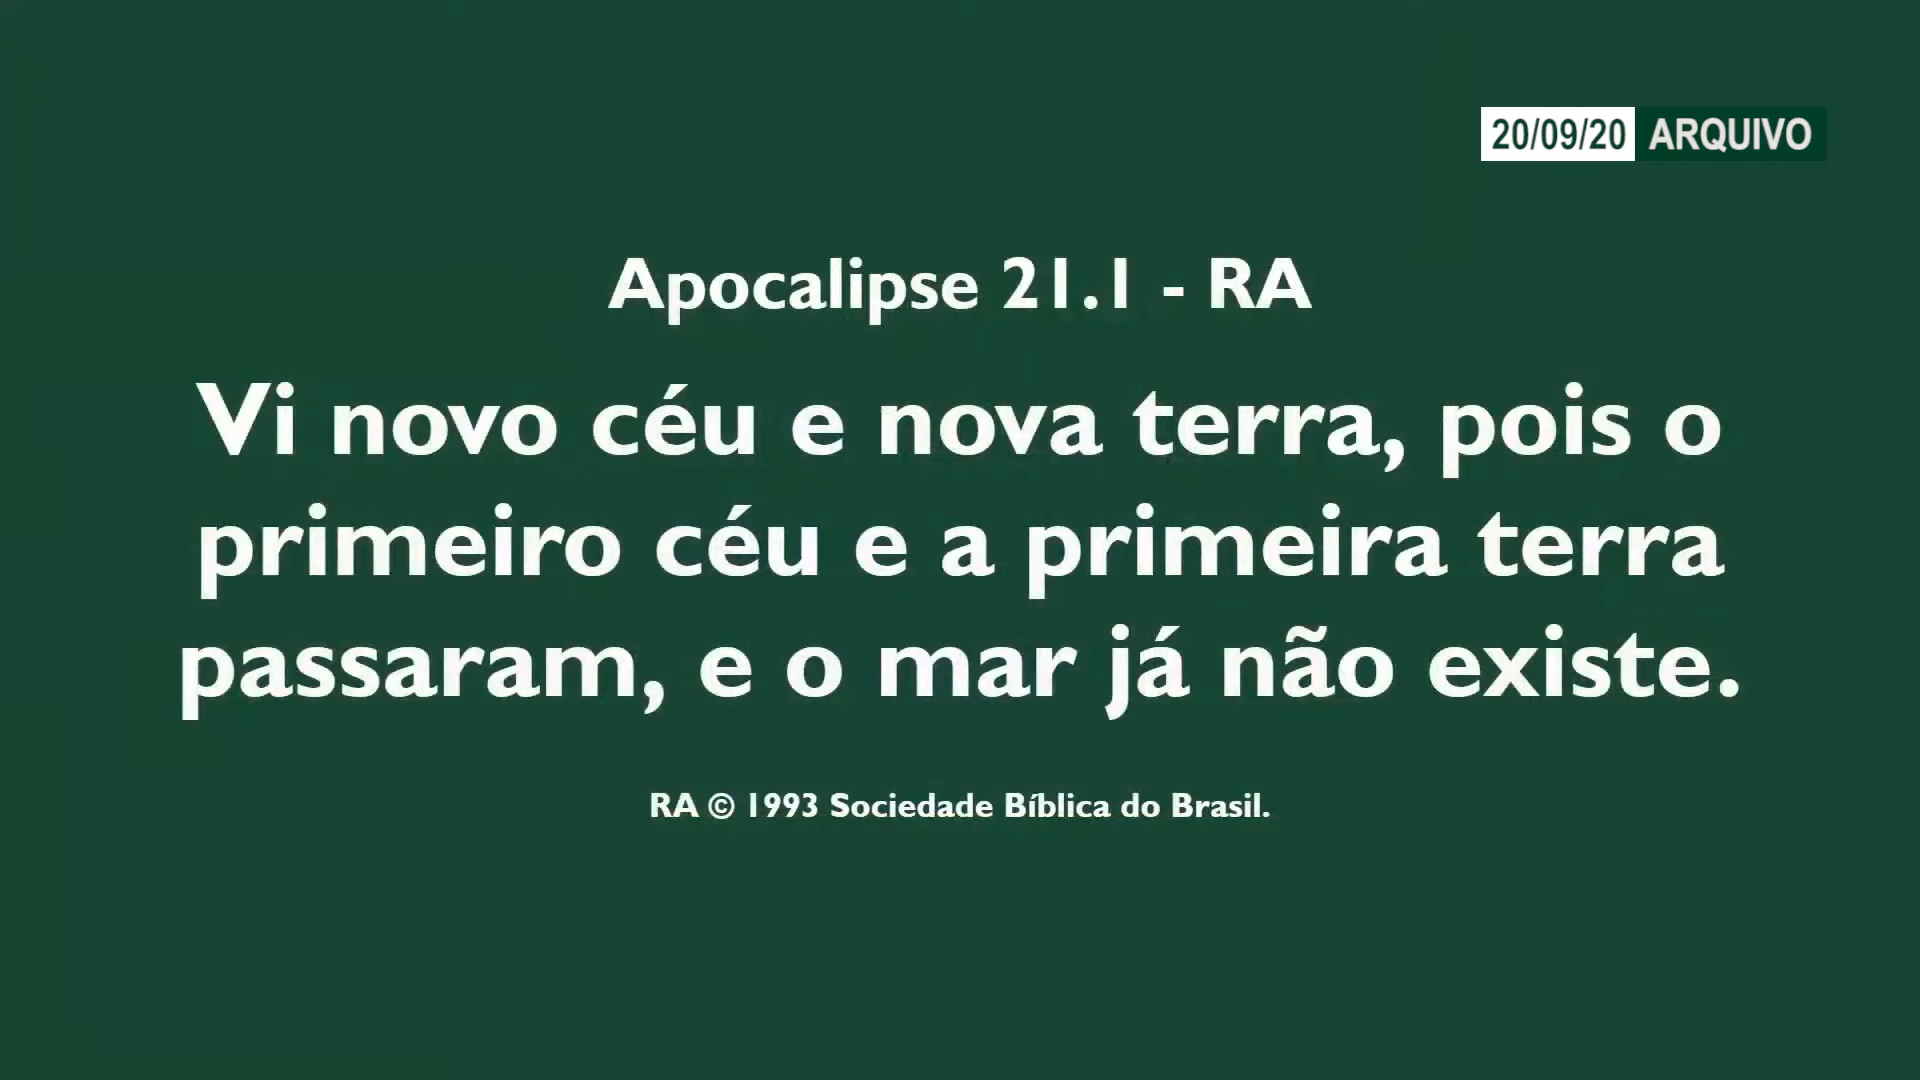 20/09/20 ARQUIVO
Apocalipse 21.1 - RA
Vi novo céu e nova terra, pois o
primeiro céu e a primeira terra
passaram, e o mar já não existe.
RA © 1993 Sociedade Bíblica do Brasil.